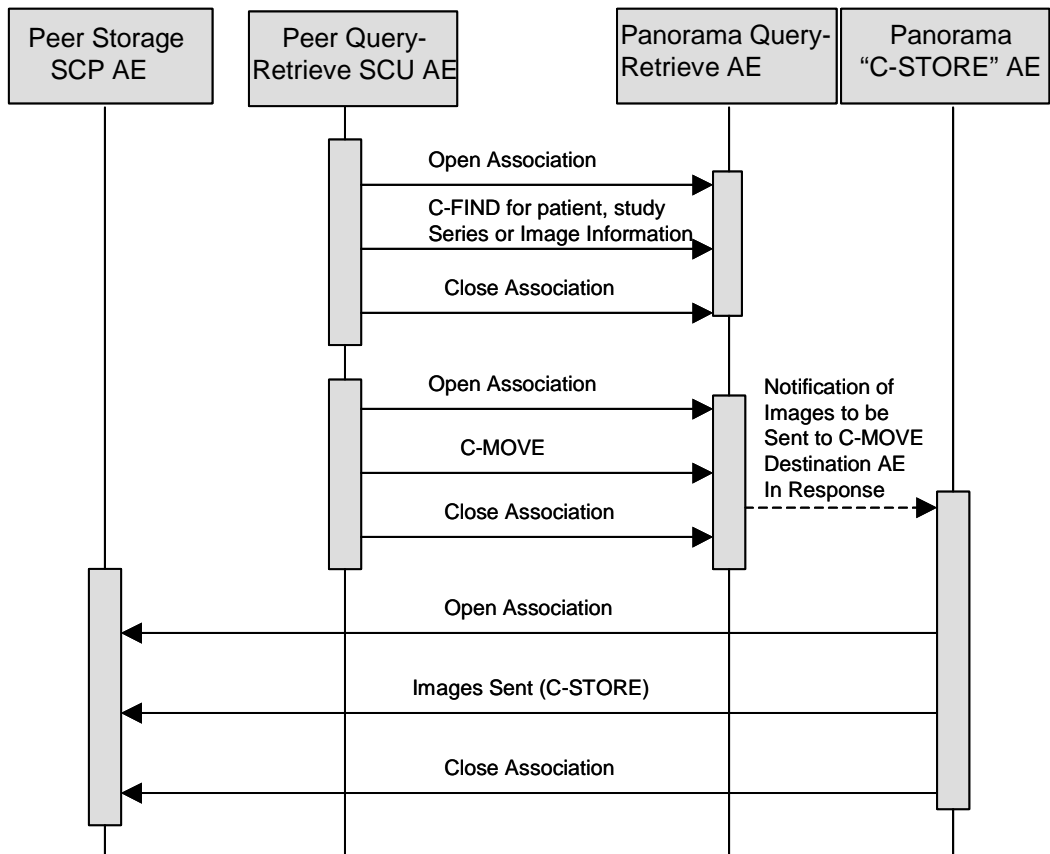 Peer Storage
SCP AE
Peer Query-
Retrieve SCU AE
Panorama Query-
Retrieve AE
Panorama
“C-STORE” AE
Open Association
C-FIND for patient, study
Series or Image Information
Close Association
Open Association
C-MOVE
Close Association
Notification of
Images to be
Sent to C-MOVE
Destination AE
In Response
Open Association
Images Sent (C-STORE)
Close Association